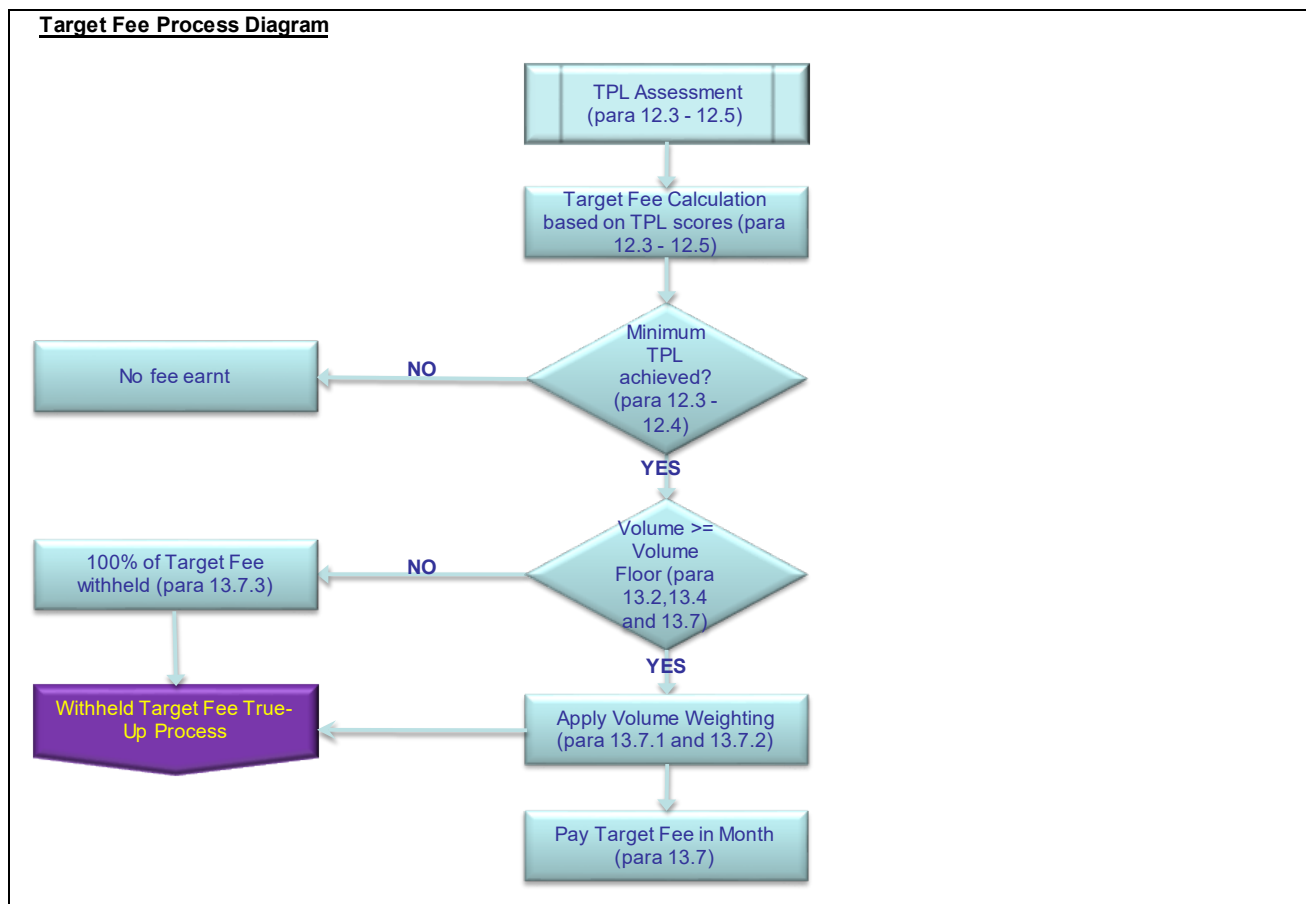 Target Fee Process Diagram
TPL Assessment
(para 12.3 - 12.5)
Target Fee Calculation
based on TPL scores (para
12.3 - 12.5)
Minimum
TPL
achieved?
(para 12.3 -
12.4)
NO
No fee earnt
YES
Volume >=
Volume
Floor (para
13.2,13.4
and 13.7)
NO
100% of Target Fee
withheld (para 13.7.3)
YES
Withheld Target Fee True-
Up Process
Apply Volume Weighting
(para 13.7.1 and 13.7.2)
Pay Target Fee in Month
(para 13.7)